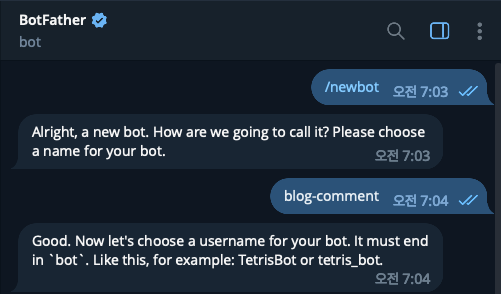 BotFather
bot
/newbot 오전 7:03
Alright, a new bot. How are we going to call it? Please choose
a name for your bot.
오전 7:03
blog-comment 오전 7:04
Good. Now let's choose a username for your bot. It must end
in `bot`. Like this, for example: TetrisBot or tetris_bot.
오전 7:04